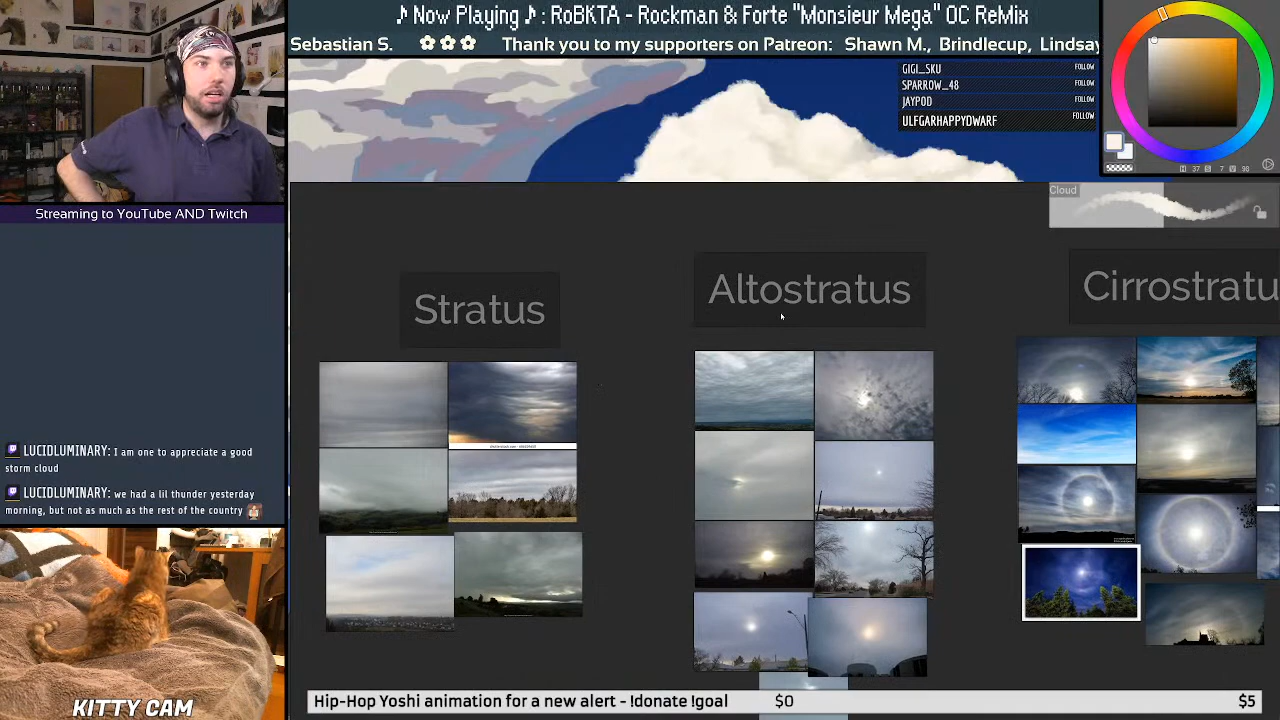 ♪ Now Playing ♪ : RoBKTA - Rockman & Forte "Monsieur Mega" OC ReMix
Sebastian S. ✿ ✿ ✿ Thank you to my supporters on Patreon: Shawn M., Brindlecup, Lindsay
GIGI_SKU FOLLOW
SPARROW_48 FOLLOW
JAYPOD FOLLOW
ULFGARHAPPYDWARF FOLLOW
Cloud
Streaming to YouTube AND Twitch
Stratus
Altostratus
Cirrostratu
LUCIDLUMINARY: I am one to appreciate a good
storm cloud
LUCIDLUMINARY: we had a lil thunder yesterday
morning, but not as much as the rest of the country
KITTY CAM
Hip-Hop Yoshi animation for a new alert - !donate !goal $0 $5